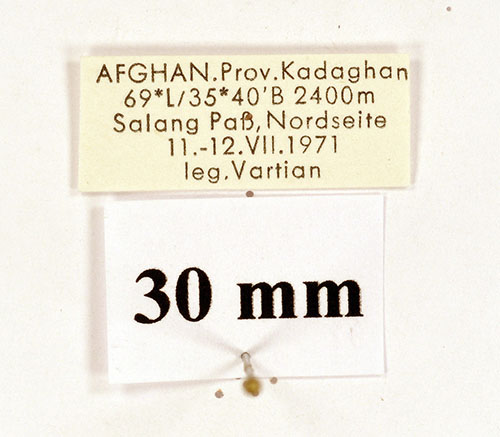 AFGHAN.Prov.Kadaghan
69*L/35*40'B 2400m
Salang Paß,Nordseite
11.-12.VII.1971
leg.Vartian
30 mm